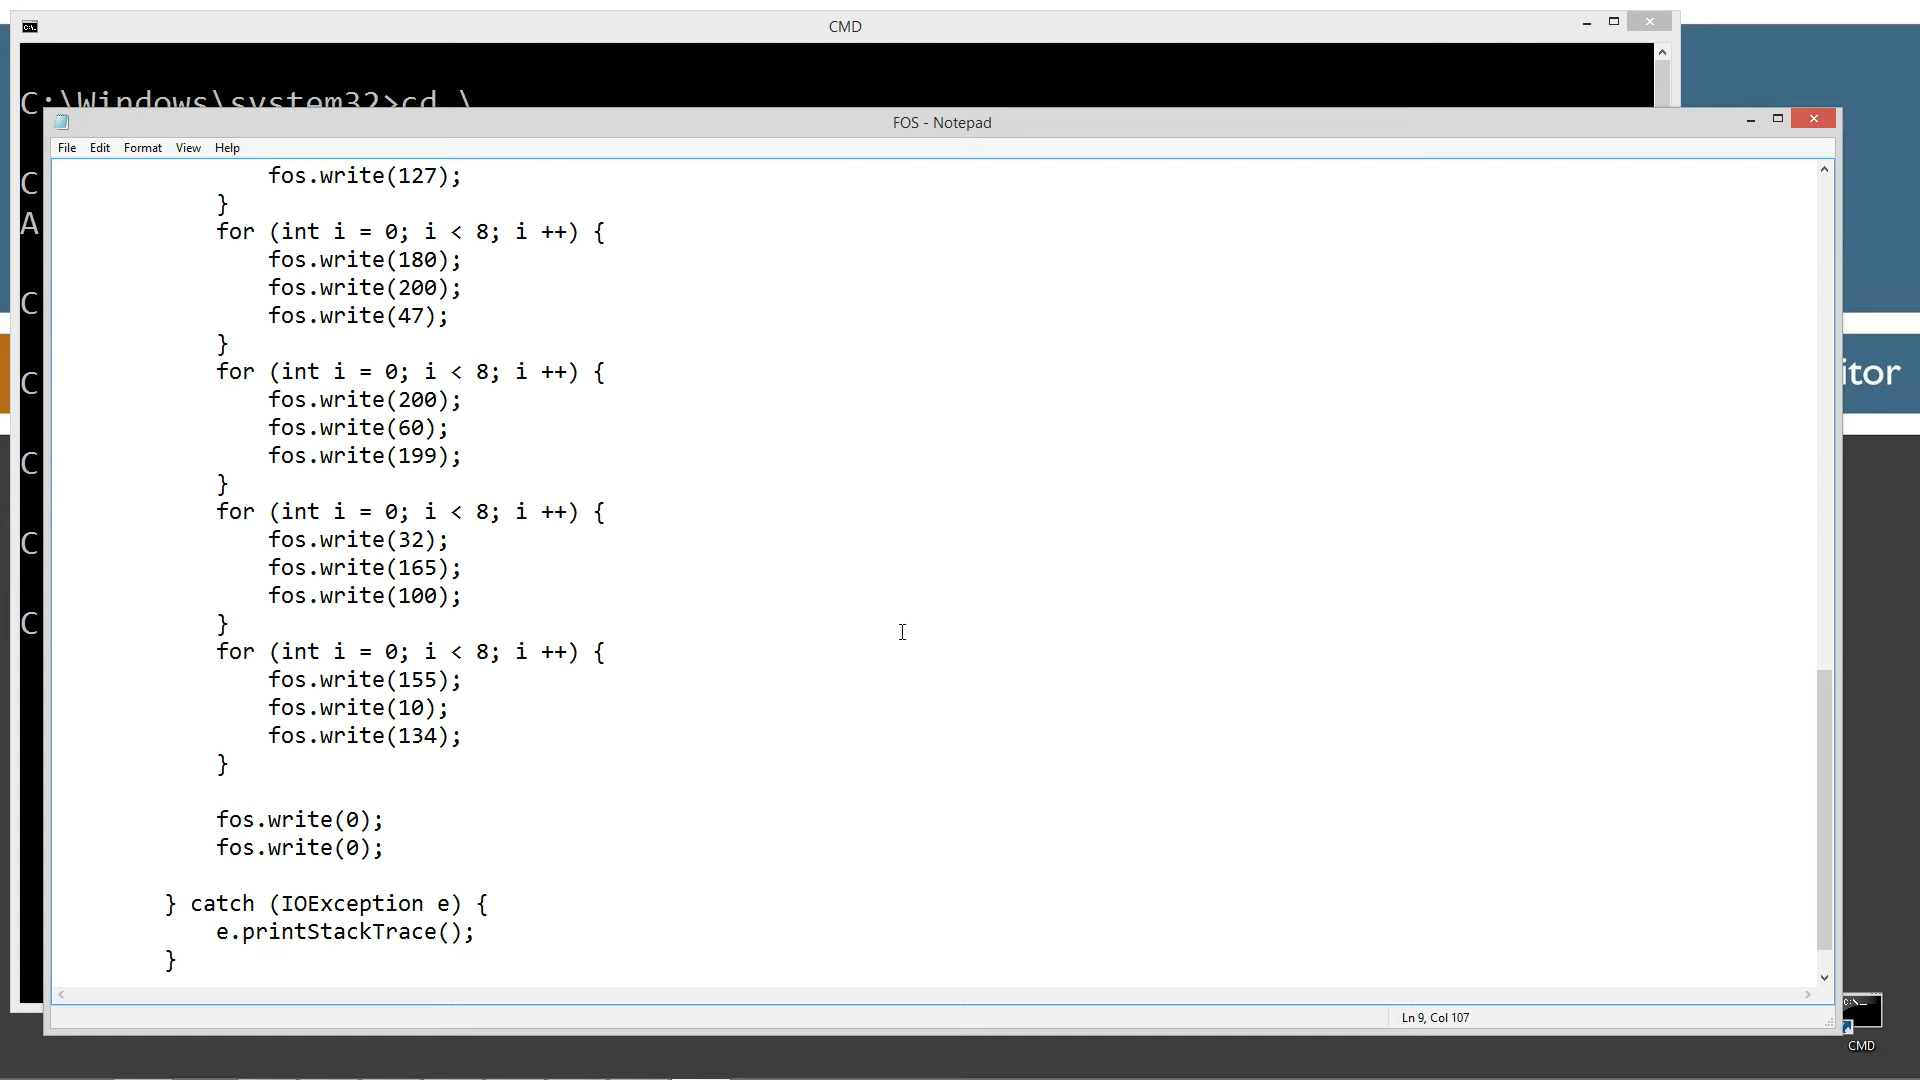 CMD
C:\Windows\system32>cd \
FOS - Notepad
File Edit Format View Help
            fos.write(127);
        }
        for (int i = 0; i < 8; i ++) {
            fos.write(180);
            fos.write(200);
            fos.write(47);
        }
        for (int i = 0; i < 8; i ++) {
            fos.write(200);
            fos.write(60);
            fos.write(199);
        }
        for (int i = 0; i < 8; i ++) {
            fos.write(32);
            fos.write(165);
            fos.write(100);
        }
        for (int i = 0; i < 8; i ++) {
            fos.write(155);
            fos.write(10);
            fos.write(134);
        }
        fos.write(0);
        fos.write(0);
    } catch (IOException e) {
        e.printStackTrace();
    }
Ln 9, Col 107
C
A
C
C
C
C
C
itor
CMD